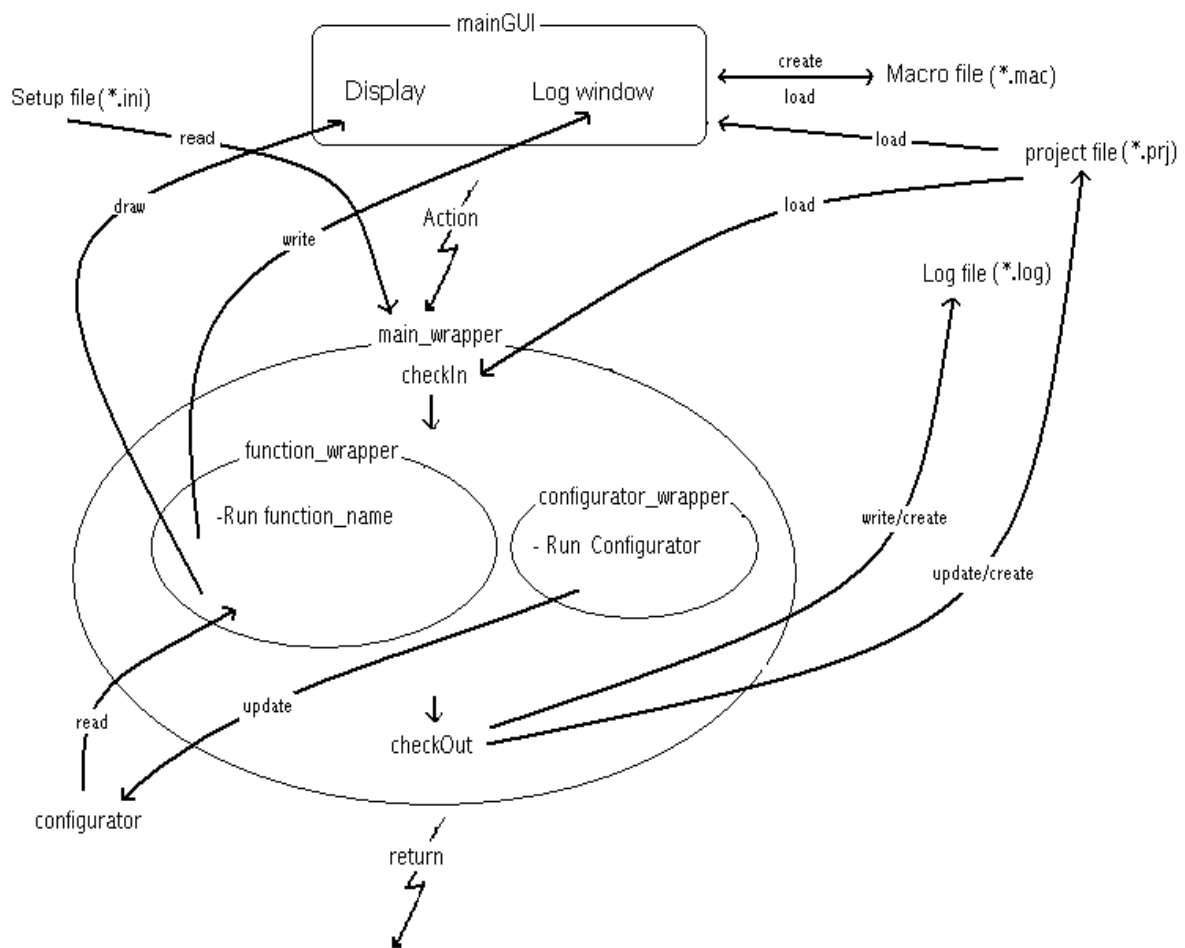 mainGUI
Display
Log window
Setup file(*.ini)
create
load
Macro file (*.mac)
read
load
project file (*.prj)
draw
write
Action
load
Log file (*.log)
main_wrapper
checkIn
function_wrapper
-Run function_name
configurator_wrapper
- Run Configurator
write/create
update/create
read
update
checkOut
configurator
return